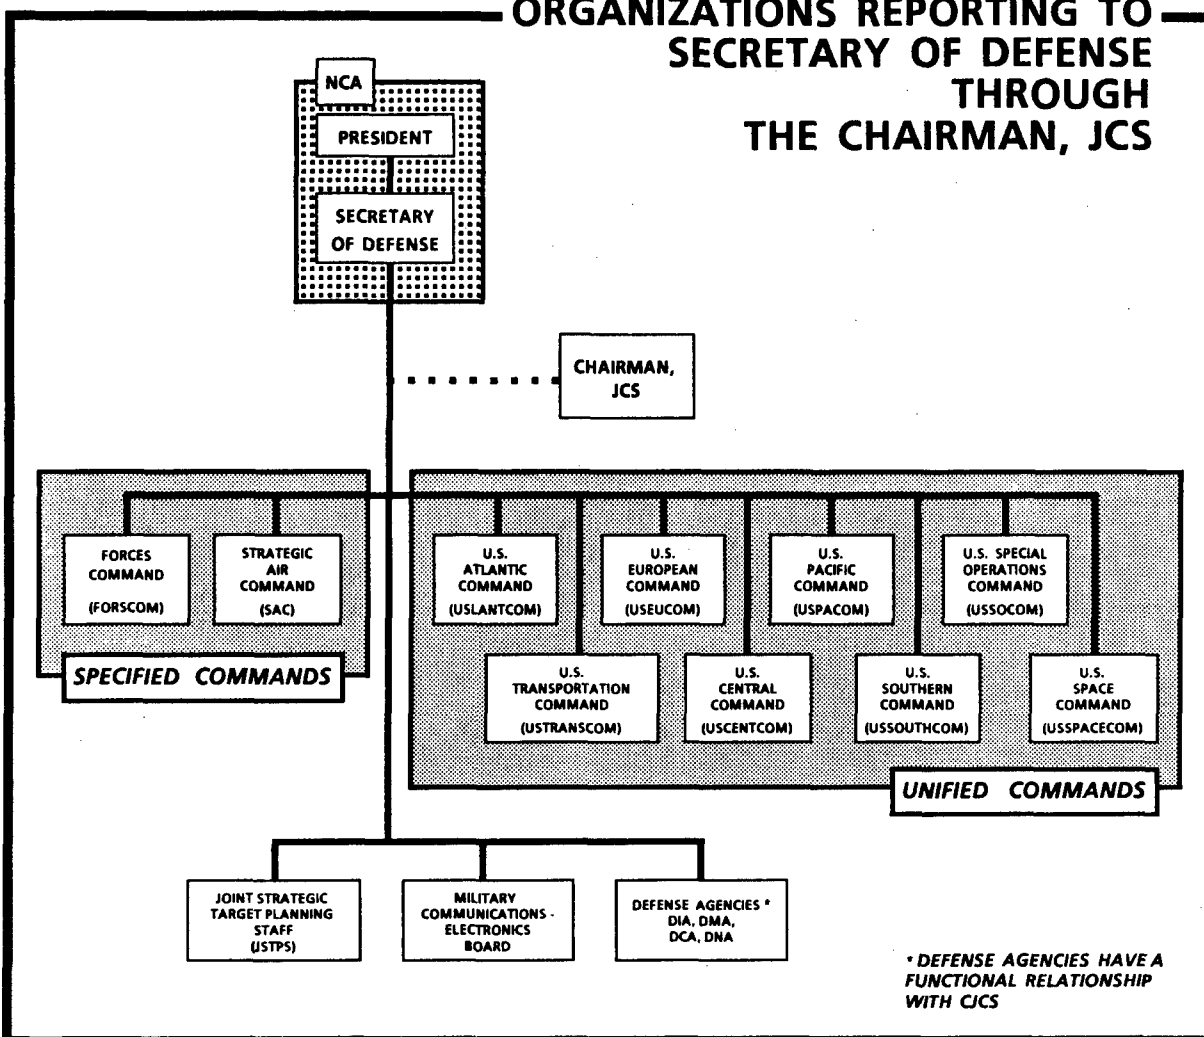 ORGANIZATIONS REPORTING TO
SECRETARY OF DEFENSE
THROUGH
THE CHAIRMAN, JCS
NCA
PRESIDENT
SECRETARY
OF DEFENSE
CHAIRMAN,
JCS
FORCES
COMMAND
(FORSCOM)
STRATEGIC
AIR
COMMAND
(SAC)
SPECIFIED COMMANDS
U.S.
ATLANTIC
COMMAND
(USLANTCOM)
U.S.
EUROPEAN
COMMAND
(USEUCOM)
U.S.
PACIFIC
COMMAND
(USPACOM)
U.S. SPECIAL
OPERATIONS
COMMAND
(USSOCOM)
U.S.
TRANSPORTATION
COMMAND
(USTRANSCOM)
U.S.
CENTRAL
COMMAND
(USCENTCOM)
U.S.
SOUTHERN
COMMAND
(USSOUTHCOM)
U.S.
SPACE
COMMAND
(USSPACECOM)
UNIFIED COMMANDS
JOINT STRATEGIC
TARGET PLANNING
STAFF
(JSTPS)
MILITARY
COMMUNICATIONS -
ELECTRONICS
BOARD
DEFENSE AGENCIES *
DIA, DMA,
DCA, DNA
* DEFENSE AGENCIES HAVE A
FUNCTIONAL RELATIONSHIP
WITH CJCS